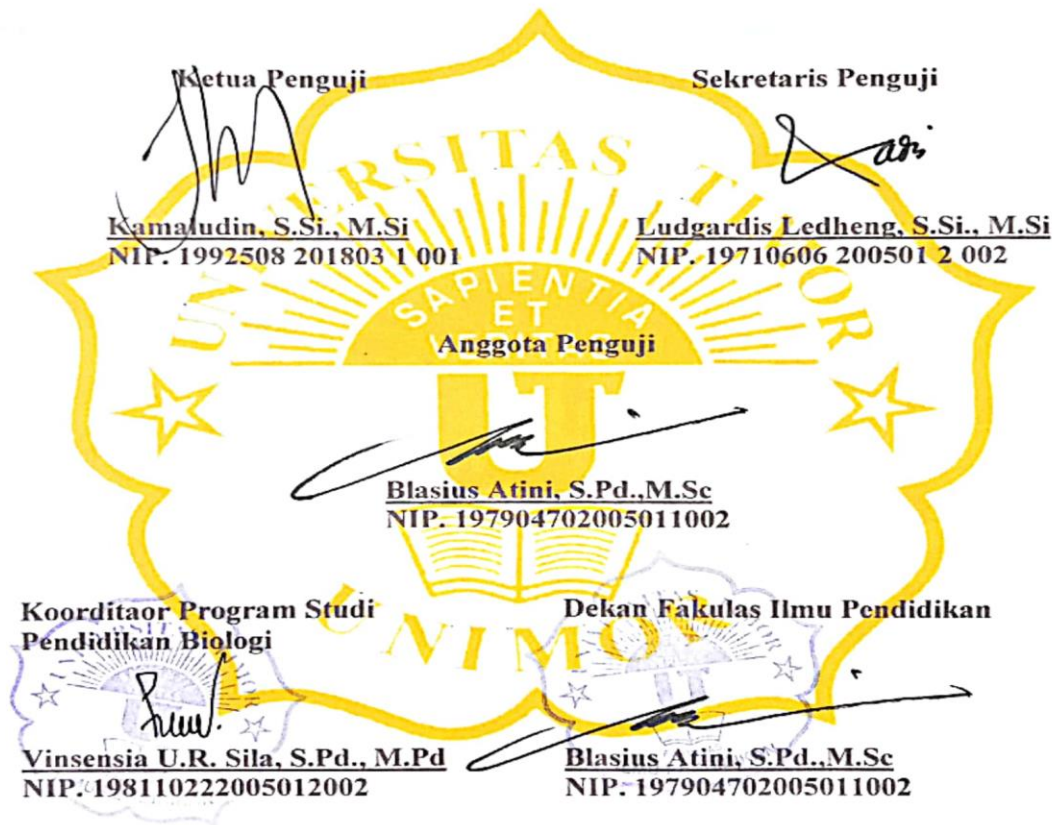 Ketua Penguji
Sekretaris Penguji
UNIVERSITAS TIMOR
Kamaludin, S.Si., M.Si
NIP. 1992508 201803 1 001
Ludgardis Ledheng, S.Si., M.Si
NIP. 19710606 200501 2 002
SAPIENTIA
ET
VERITAS
Anggota Penguji
UT
Blasius Atini, S.Pd.,M.Sc
NIP. 197904702005011002
UNIMOR
Koorditaor Program Studi
Pendidikan Biologi
Dekan Fakulas Ilmu Pendidikan
Vinsensia U.R. Sila, S.Pd., M.Pd
NIP. 198110222005012002
Blasius Atini, S.Pd.,M.Sc
NIP. 197904702005011002